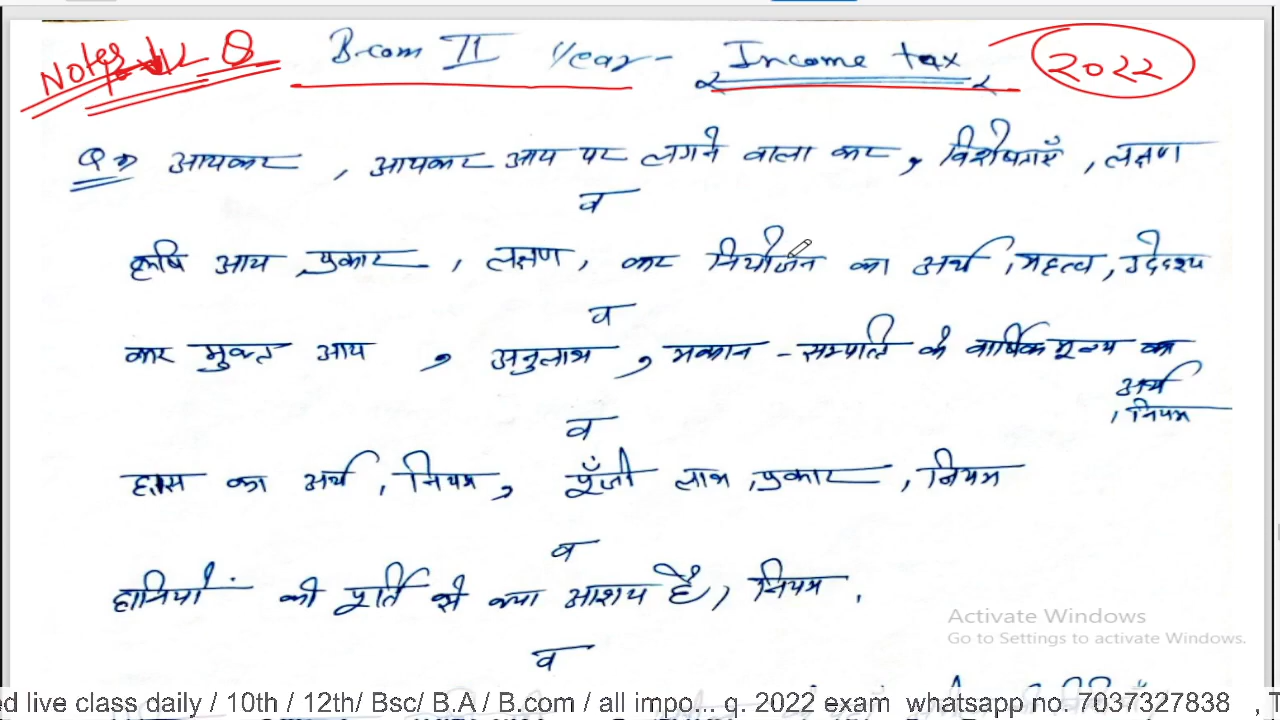 Notes Q B.com II Year - Income tax 2022
Q ⇒ आयकर, आयकर आय पर लगने वाला कर, विशेषताएँ, लक्षण
व
कृषि आय, प्रकार, लक्षण, कर नियोजन का अर्थ, महत्व, उद्देश्य
व
कर मुक्त आय, अनुलाभ, मकान - सम्पत्ति के वार्षिक मूल्य का
अर्थ
, नियम
व
ह्रास का अर्थ, नियम, पूँजी लाभ, प्रकार, नियम
व
हानियों की पूर्ति से क्या आशय है, नियम.
व
Activate Windows
Go to Settings to activate Windows.
ed live class daily / 10th / 12th/ Bsc/ B.A / B.com / all impo... q. 2022 exam whatsapp no. 7037327838 , T